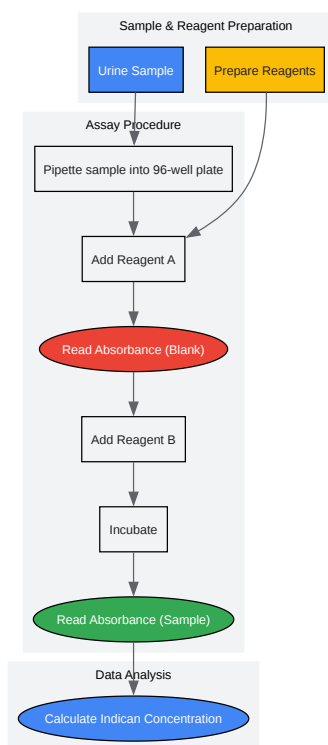 Sample & Reagent Preparation
Urine Sample
Prepare Reagents
Assay Procedure
Pipette sample into 96-well plate
Add Reagent A
Read Absorbance (Blank)
Add Reagent B
Incubate
Read Absorbance (Sample)
Data Analysis
Calculate Indican Concentration